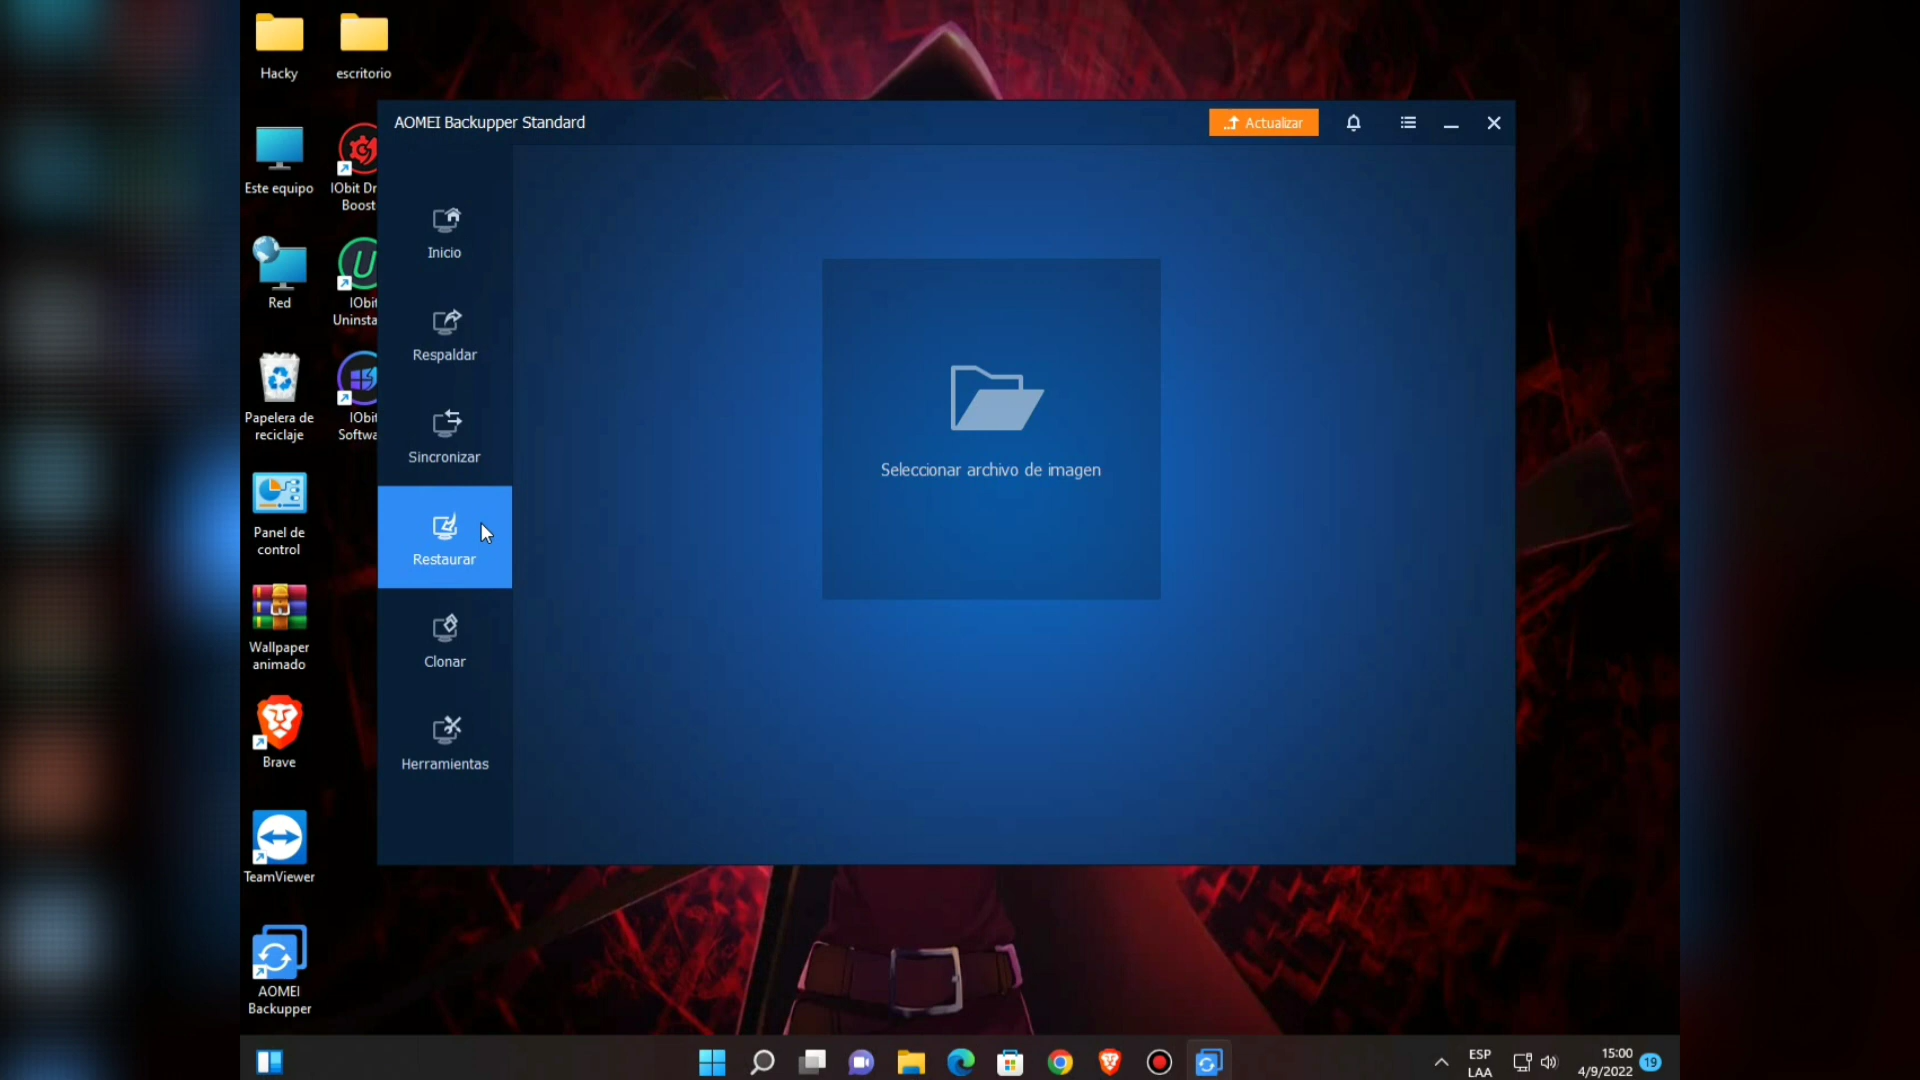 Hacky
escritorio
AOMEI Backupper Standard
Actualizar
Este equipo
IObit Dr
Boost
Inicio
Red
IObit
Uninsta
Respaldar
Papelera de
reciclaje
IObit
Softwa
Sincronizar
Seleccionar archivo de imagen
Panel de
control
Restaurar
Wallpaper
animado
Clonar
Brave
Herramientas
TeamViewer
AOMEI
Backupper
ESP
LAA
15:00
4/9/2022
19